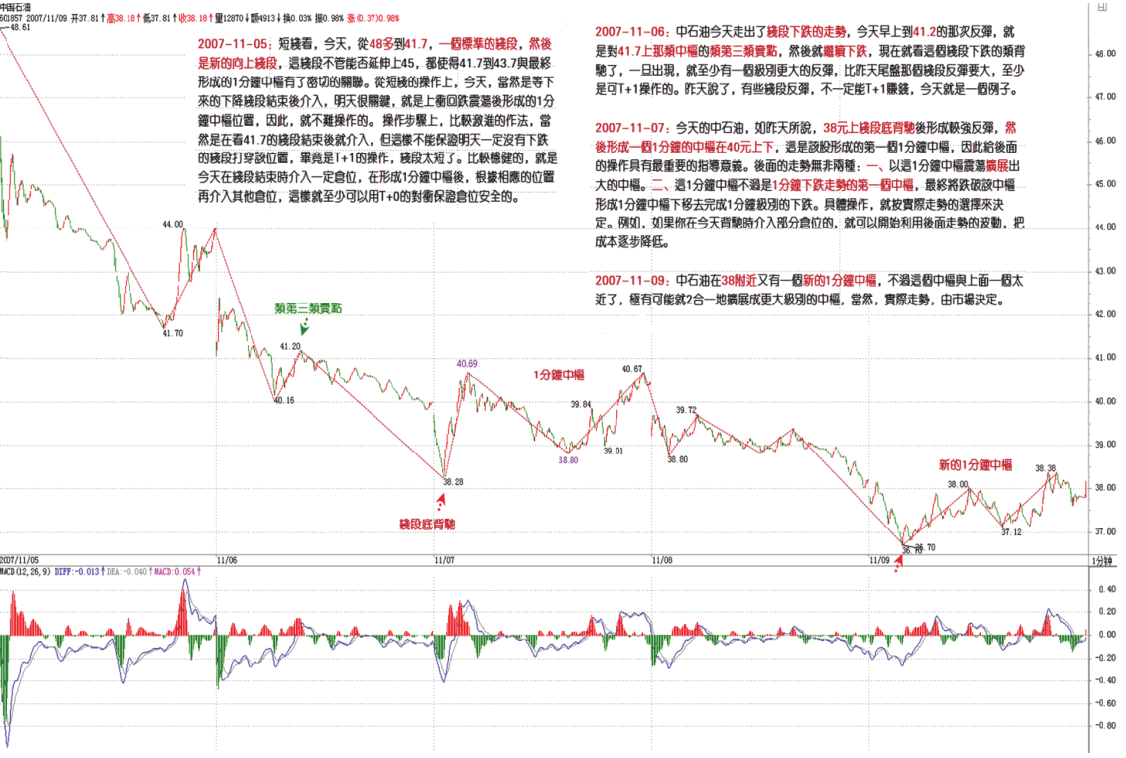 中国石油
601857 2007/11/09 开37.81↑高38.18↑低37.81↑收38.18↑量12870↓额4913↓换0.03% 振0.98% 涨(0.37)0.98%
48.61
2007-11-05：短綫看，今天，從48多到41.7，一個標準的綫段，然後
是新的向上綫段，這綫段不管能否延伸上45，都使得41.7到43.7與最終
形成的1分鐘中樞有了密切的關聯。從短綫的操作上，今天，當然是等下
來的下降綫段結束後介入，明天很關鍵，就是上衝回跌震蕩後形成的1分
鐘中樞位置，因此，就不難操作的。 操作步驟上，比較激進的作法，當
然是在看41.7的綫段結束後就介入，但這樣不能保證明天一定沒有下跌
的綫段打穿該位置，畢竟是T+1的操作，綫段太短了。比較穩健的，就是
今天在綫段結束時介入一定倉位，在形成1分鐘中樞後，根據相應的位置
再介入其他倉位，這樣就至少可以用T+0的對衝保證倉位安全的。
2007-11-06：中石油今天走出了綫段下跌的走勢，今天早上到41.2的那次反彈，就
是對41.7上那類中樞的類第三類賣點，然後就繼續下跌，現在就看這個綫段下跌的類背
馳了，一旦出現，就至少有一個級別更大的反彈，比昨天尾盤那個綫段反彈要大，至少
是可T+1操作的。昨天說了，有些綫段反彈，不一定能T+1賺錢，今天就是一個例子。
2007-11-07：今天的中石油，如昨天所說，38元上綫段底背馳後形成較強反彈，然
後形成一個1分鐘的中樞在40元上下，這是該股形成的第一個1分鐘中樞，因此給後面
的操作具有最重要的指導意義。後面的走勢無非兩種：一、以這1分鐘中樞震蕩擴展出
大的中樞。二、這1分鐘中樞不過是1分鐘下跌走勢的第一個中樞，最終將跌破該中樞
形成1分鐘中樞下移去完成1分鐘級別的下跌。具體操作，就按實際走勢的選擇來決
定。例如，如果你在今天背馳時介入部分倉位的，就可以開始利用後面走勢的波動，把
成本逐步降低。
2007-11-09：中石油在38附近又有一個新的1分鐘中樞，不過這個中樞與上面一個太
近了，極有可能就2合一地擴展成更大級別的中樞，當然，實際走勢，由市場決定。
48.00
47.00
46.00
45.00
44.00
43.00
42.00
41.00
40.00
39.00
38.00
37.00
44.00
41.70
類第三類賣點
41.20
40.16
40.69
38.28
綫段底背馳
1分鐘中樞
39.84
40.67
39.01
38.80
39.72
38.80
新的1分鐘中樞
38.00
38.38
37.12
36.70
36.70
2007/11/05 11/06 11/07 11/08 11/09 1分钟
MACD(12,26,9) DIFF:-0.013↑DEA:-0.040↑MACD:0.054↑
0.40
0.20
0.00
-0.20
-0.40
-0.60
-0.80